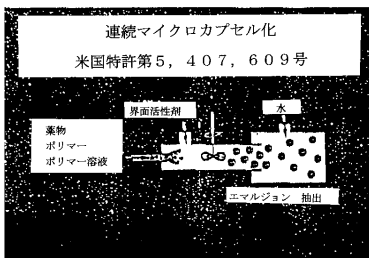 連続マイクロカプセル化
米国特許第5,407,609号
界面活性剤
水
薬物
ポリマー
ポリマー溶液
エマルジョン 抽出